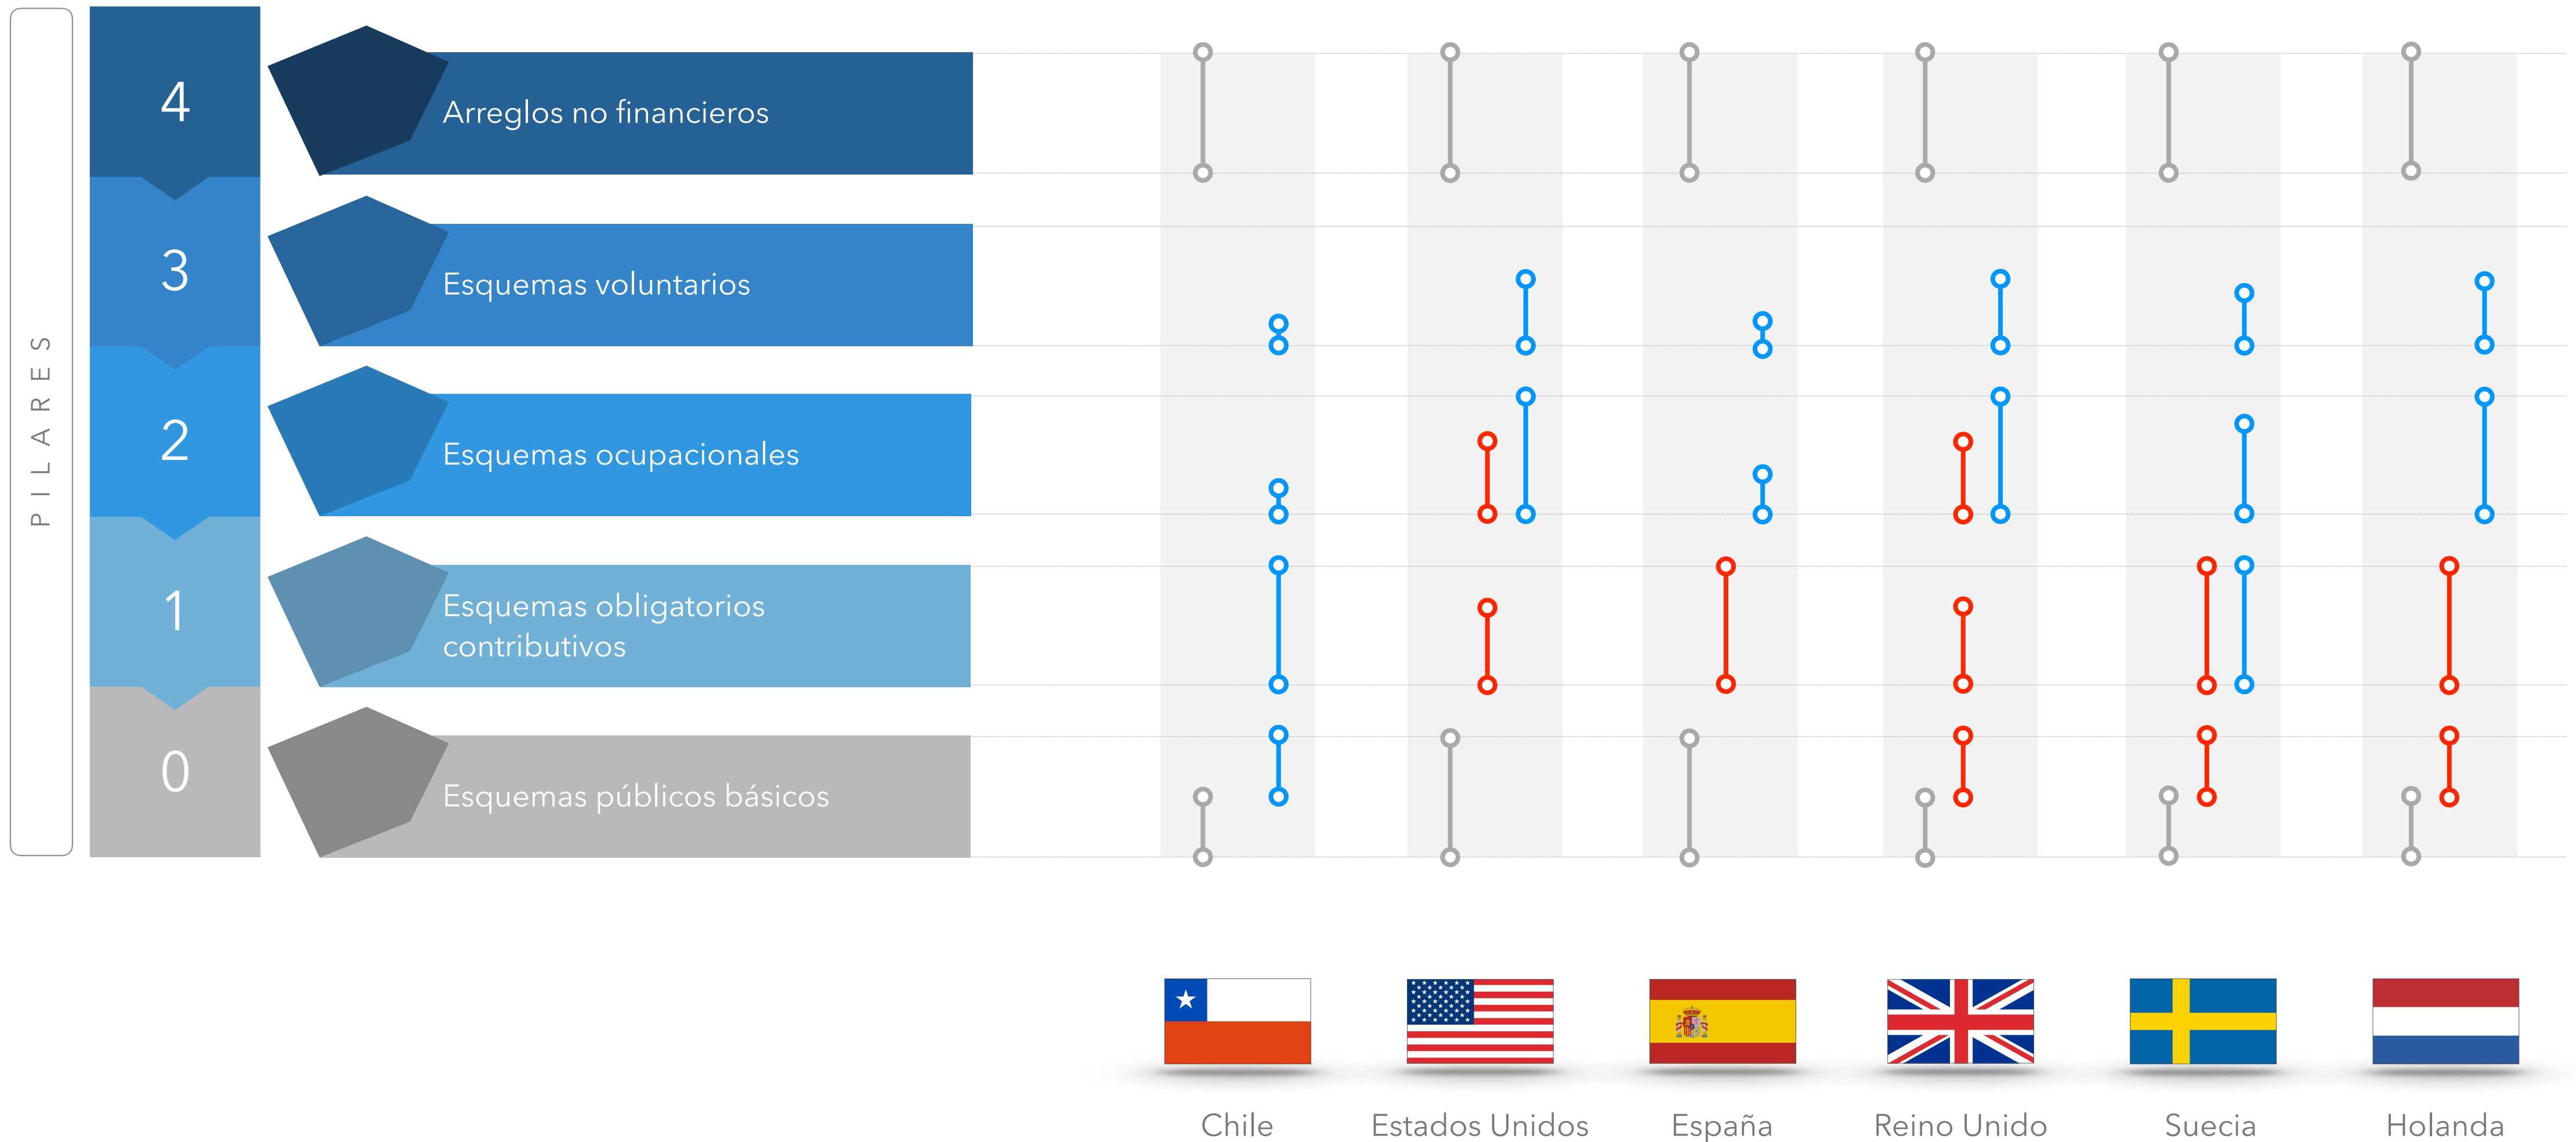 PILARES
4
Arreglos no financieros
3
Esquemas voluntarios
2
Esquemas ocupacionales
1
Esquemas obligatorios
contributivos
0
Esquemas públicos básicos
Chile
Estados Unidos
España
Reino Unido
Suecia
Holanda